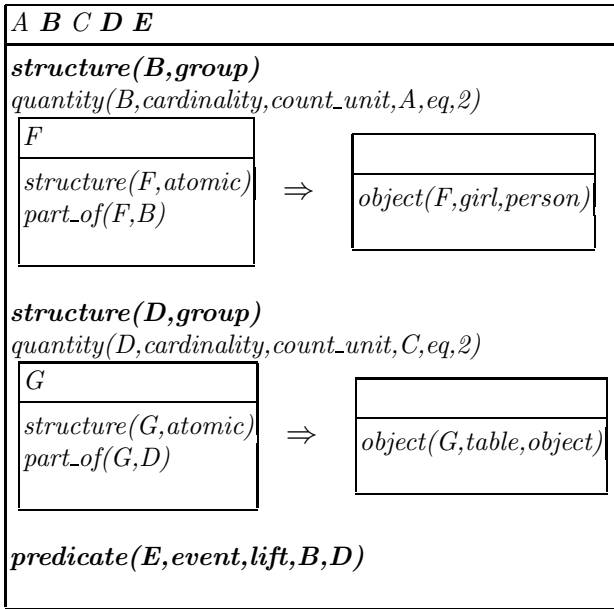 A B C D E
structure(B,group)
quantity(B,cardinality,count_unit,A,eq,2)
F
structure(F,atomic)
part_of(F,B)
⇒
object(F,girl,person)
structure(D,group)
quantity(D,cardinality,count_unit,C,eq,2)
G
structure(G,atomic)
part_of(G,D)
⇒
object(G,table,object)
predicate(E,event,lift,B,D)